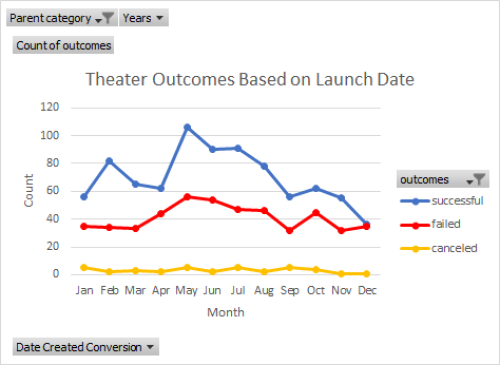 Parent category Years
Count of outcomes
Theater Outcomes Based on Launch Date
120
100
80
60
40
20
0
Count
Jan Feb Mar Apr May Jun Jul Aug Sep Oct Nov Dec
Month
outcomes
successful
failed
canceled
Date Created Conversion